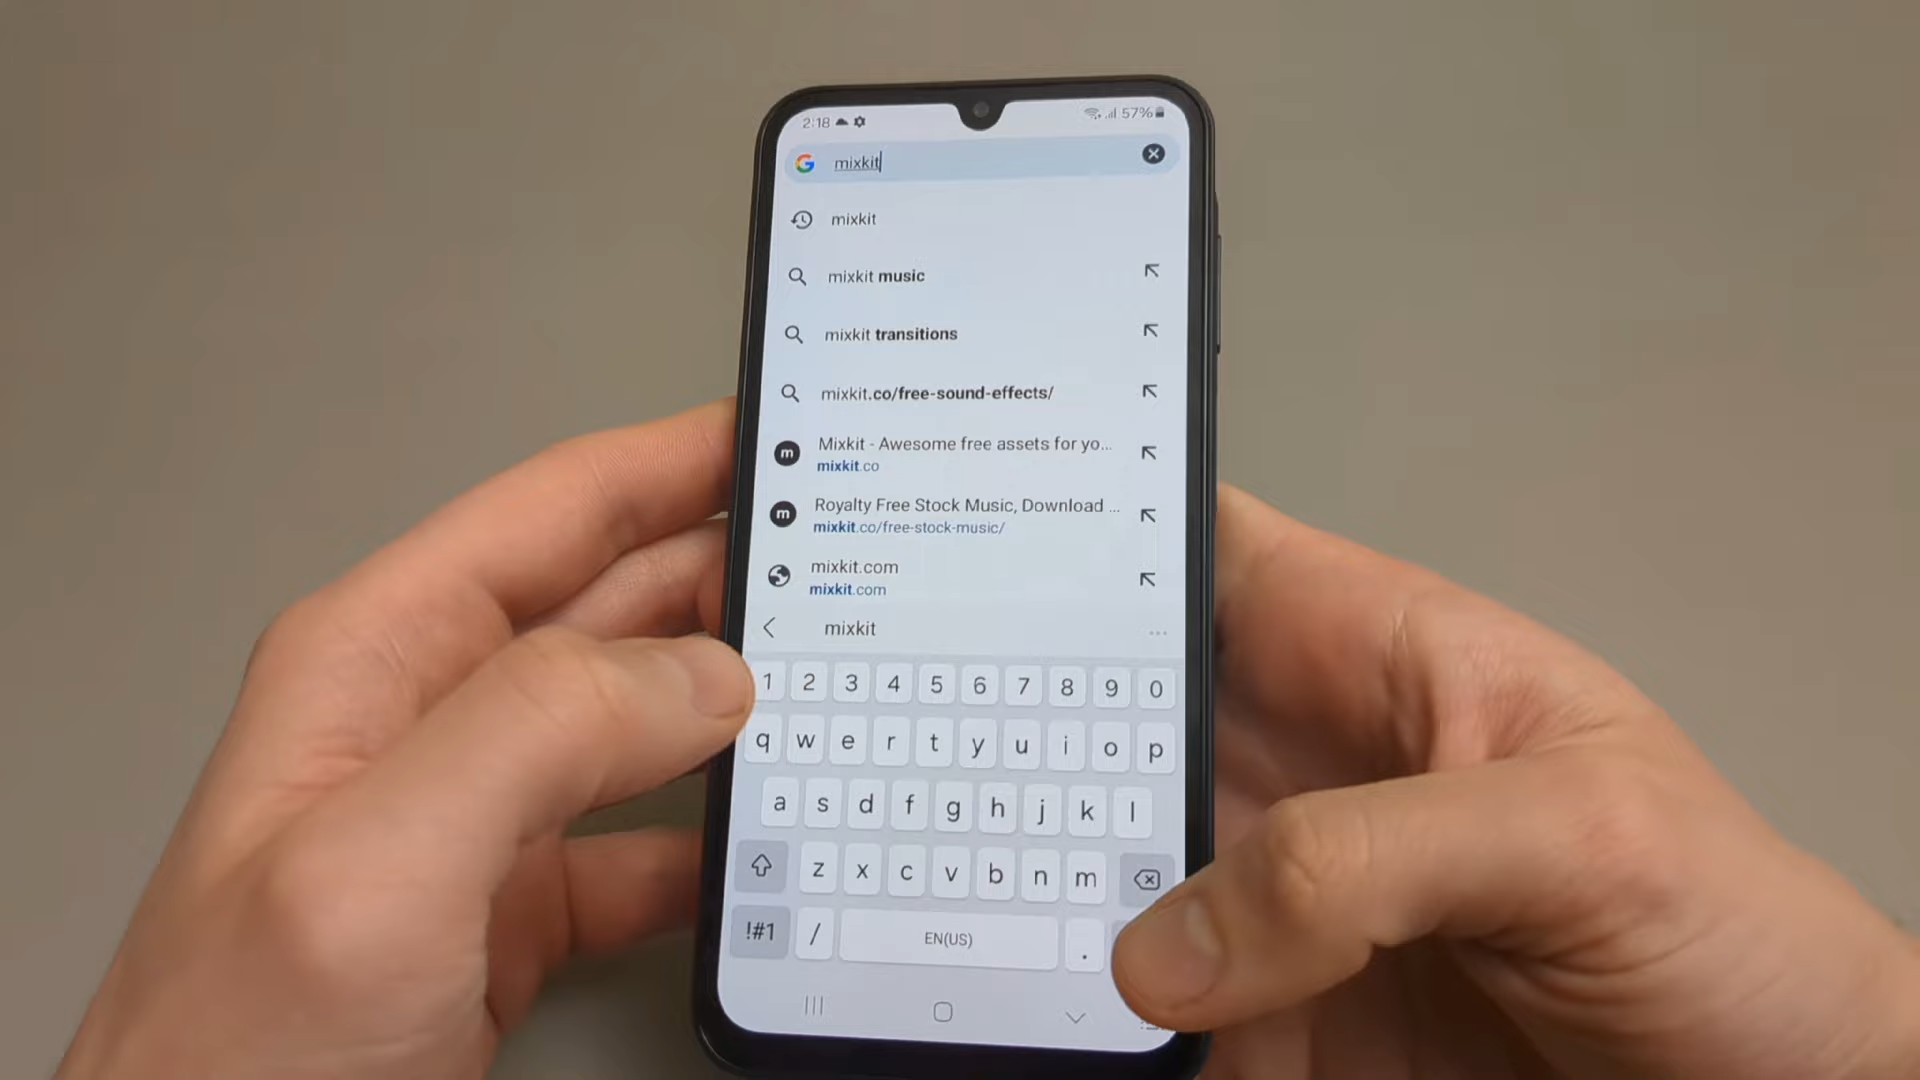 2:18 57%
mixkit
mixkit
mixkit music
mixkit transitions
mixkit.co/free-sound-effects/
m Mixkit - Awesome free assets for yo...
mixkit.co
m Royalty Free Stock Music, Download ...
mixkit.co/free-stock-music/
mixkit.com
mixkit.com
mixkit ...
1 2 3 4 5 6 7 8 9 0
q w e r t y u i o p
a s d f g h j k l
z x c v b n m
!#1 / EN(US) .